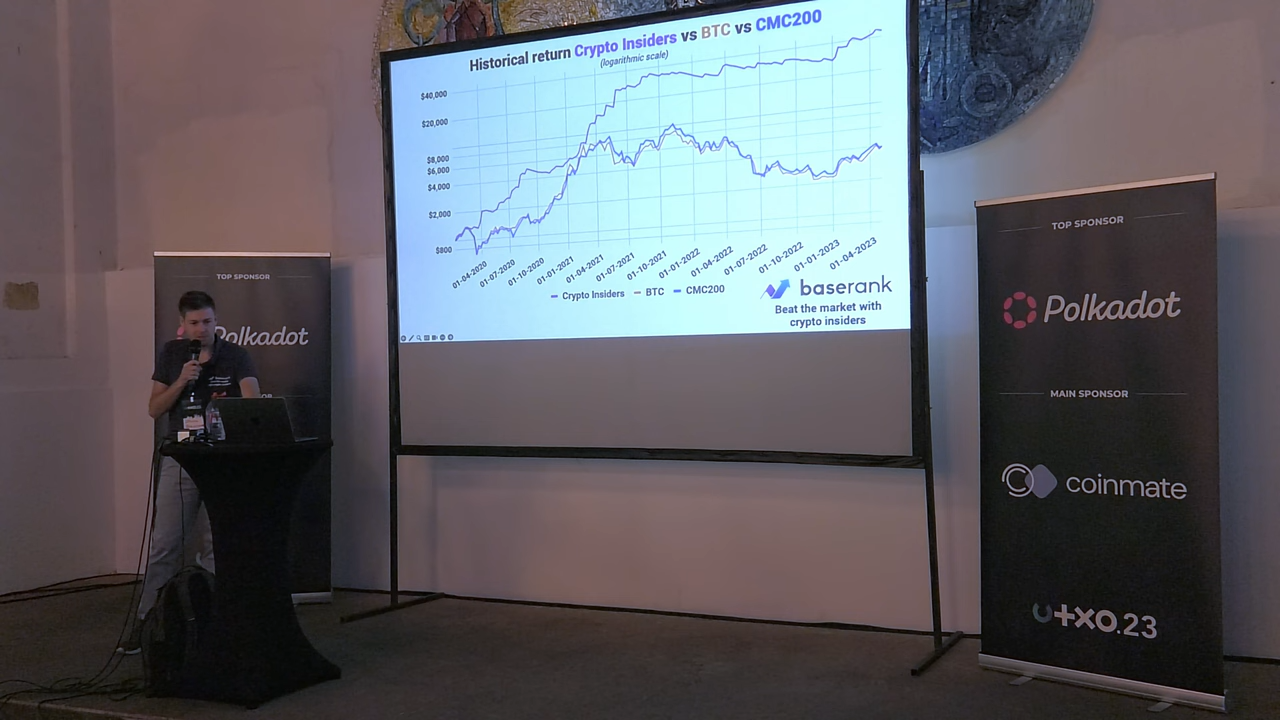 Historical return Crypto Insiders vs BTC vs CMC200
(logarithmic scale)
$40,000
$20,000
$8,000
$6,000
$4,000
$2,000
$800
01-04-2020
01-07-2020
01-10-2020
01-01-2021
01-04-2021
01-07-2021
01-10-2021
01-01-2022
01-04-2022
01-07-2022
01-10-2022
01-01-2023
01-04-2023
Crypto Insiders
BTC
CMC200
baserank
Beat the market with
crypto insiders
TOP SPONSOR
Polkadot
TOP SPONSOR
Polkadot
MAIN SPONSOR
coinmate
utxo.23